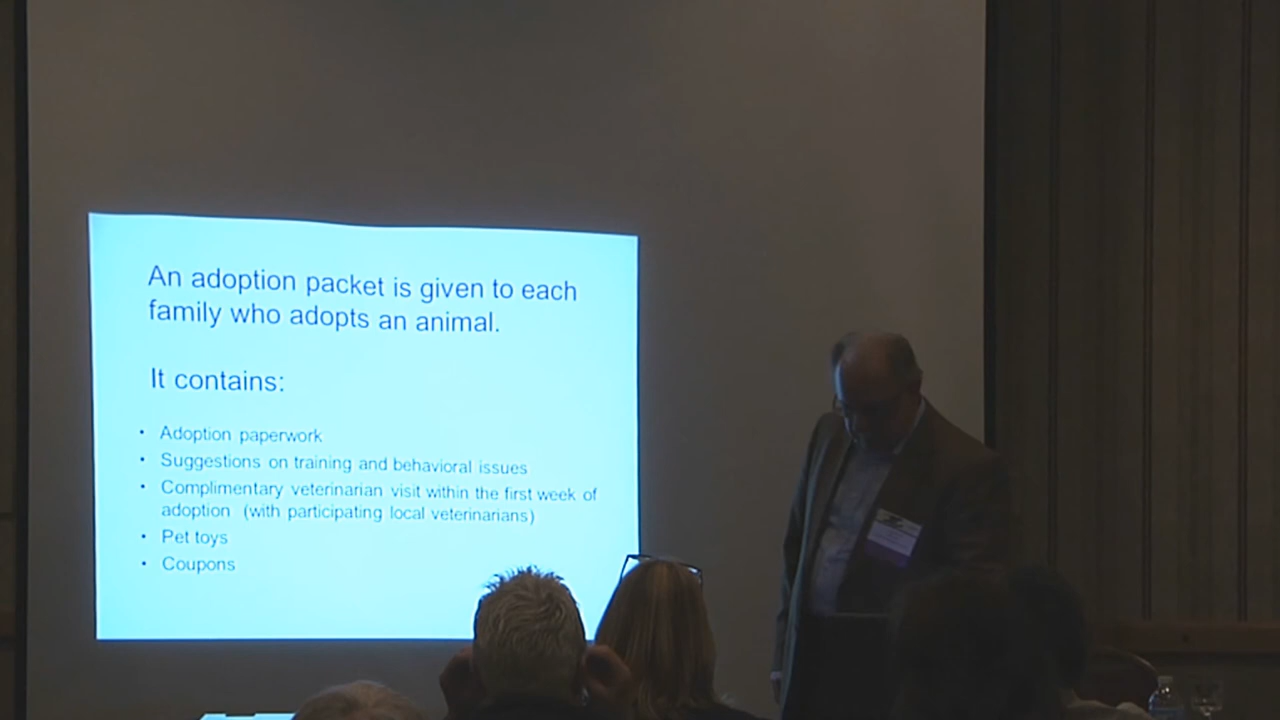 An adoption packet is given to each
family who adopts an animal.
It contains:
• Adoption paperwork
• Suggestions on training and behavioral issues
• Complimentary veterinarian visit within the first week of
adoption (with participating local veterinarians)
• Pet toys
• Coupons